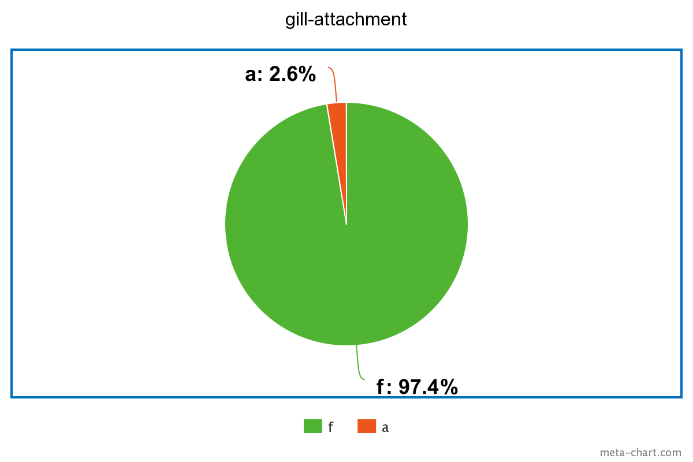 gill-attachment
a: 2.6%
f: 97.4%
f
a
meta-chart.com